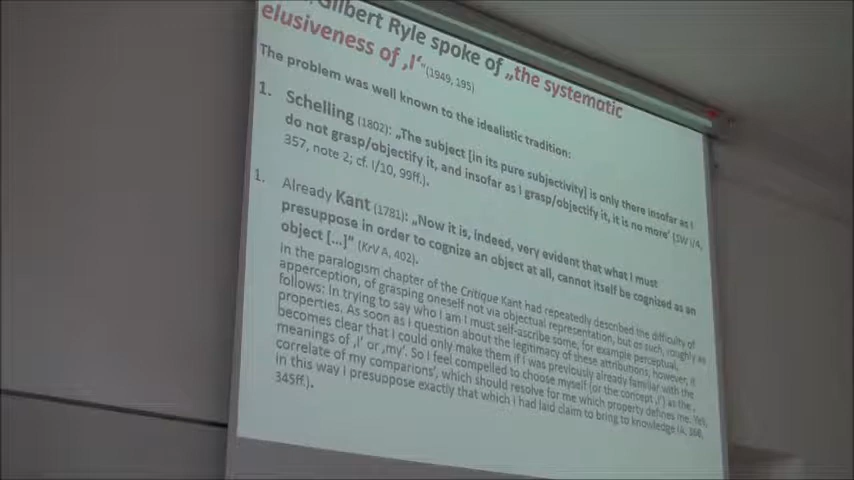 Gilbert Ryle spoke of „the systematic
elusiveness of ‚I‘“ (1949, 195)
The problem was well known to the idealistic tradition:
1. Schelling (1802): „The subject [in its pure subjectivity] is only there insofar as I
do not grasp/objectify it, and insofar as I grasp/objectify it, it is no more‘ (SW I/4,
357, note 2; cf. I/10, 99ff.).
1. Already Kant (1781): „Now it is, indeed, very evident that what I must
presuppose in order to cognize an object at all, cannot itself be cognized as an
object [...]“ (KrV A, 402).
In the paralogism chapter of the Critique Kant had repeatedly described the difficulty of
apperception, of grasping oneself not via objectual representation, but as such, roughly as
follows: In trying to say who I am I must self-ascribe some, for example perceptual,
properties. As soon as I question about the legitimacy of these attributions, however, it
becomes clear that I could only make them if I was previously already familiar with the
meanings of ‚I‘ or ‚my‘. So I feel compelled to choose myself (or the concept ‚I‘) as the ‚
correlate of my comparions‘, which should resolve for me which property defines me. Yet,
in this way I presuppose exactly that which I had laid claim to bring to knowledge (A, 366,
345ff.).